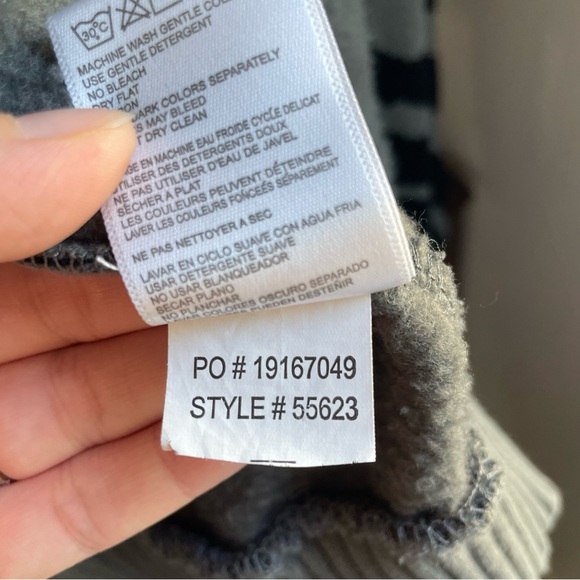 30°C
MACHINE WASH GENTLE
USE GENTLE DETERGENT
NO BLEACH
DRY FLAT
DARK COLORS SEPARATELY
MAY BLEED
DRY CLEAN
EN MACHINE EAU FROIDE CYCLE DELICAT
UTILISER DES DETERGENTS DOUX
NE PAS UTILISER D'EAU DE JAVEL
SÉCHER À PLAT
LES COULEURS PEUVENT DÉTEINDRE
LAVER LES COULEURS FONCÉES SÉPARÉMENT
NE PAS NETTOYER A SEC
LAVAR EN CICLO SUAVE CON AGUA FRIA
USAR DETERGENTE SUAVE
NO USAR BLANQUEADOR
SECAR PLANO
NO PLANCHAR
COLORES OSCURO SEPARADO
PUEDEN DESTEÑIR
PO # 19167049
STYLE # 55623